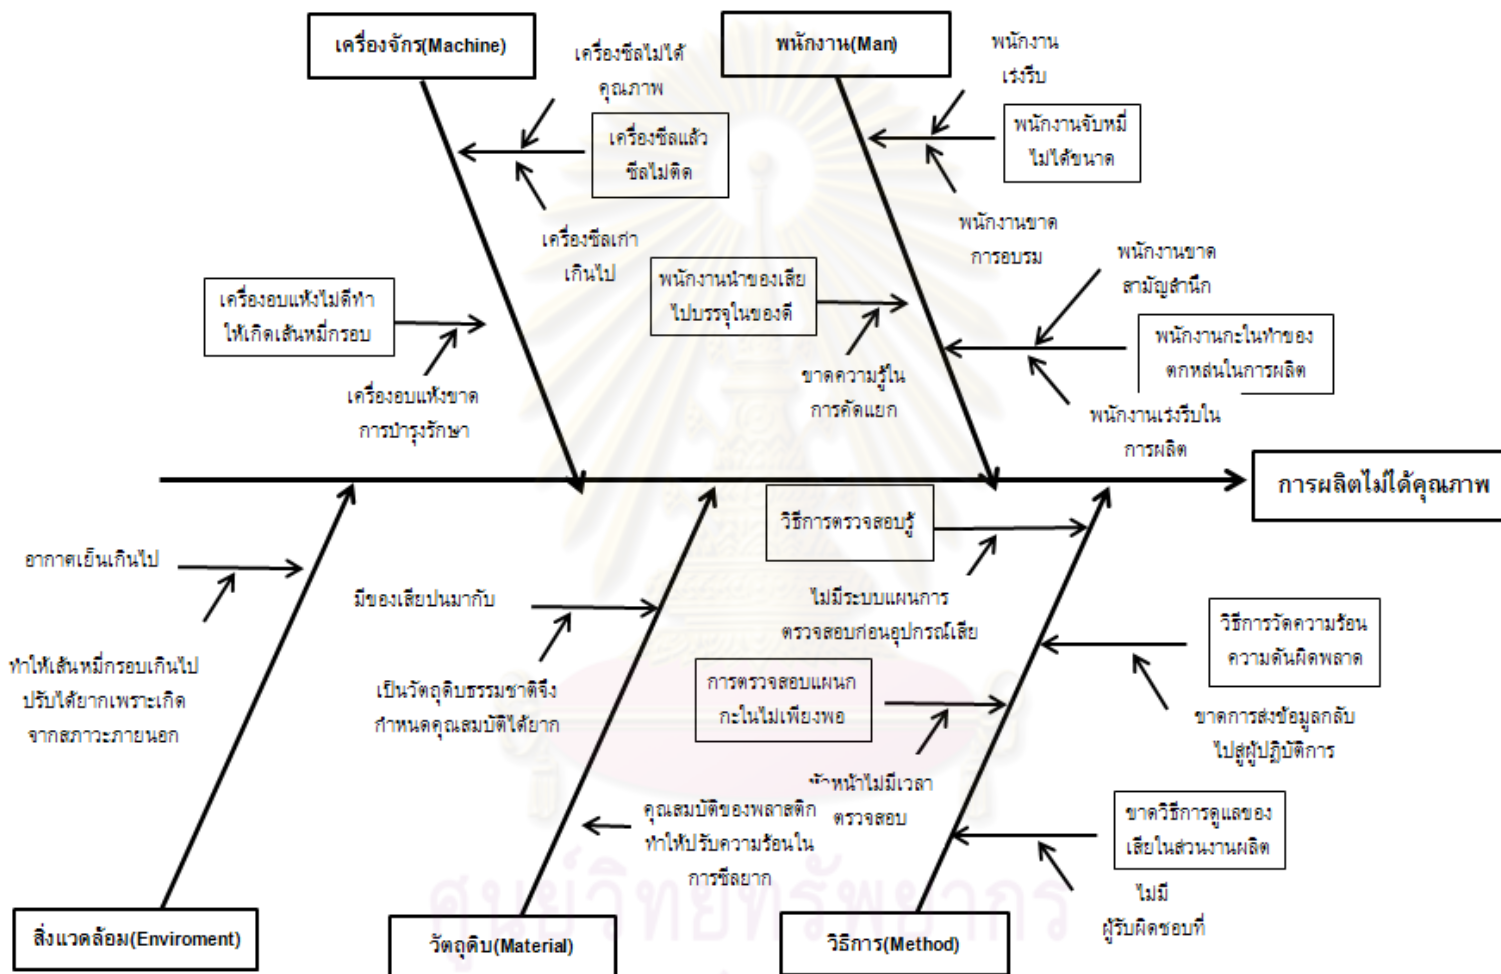 เครื่องจักร(Machine)
เครื่องซีลไม่ได้
คุณภาพ
เครื่องซีลแล้ว
ซีลไม่ติด
เครื่องซีลเก่า
เกินไป
เครื่องอบแห้งไม่ดีทำ
ให้เกิดเส้นหมี่กรอบ
เครื่องอบแห้งขาด
การบำรุงรักษา
พนักงาน(Man)
พนักงาน
เร่งรีบ
พนักงานจับหมี่
ไม่ได้ขนาด
พนักงานขาด
การอบรม
พนักงานนำของเสีย
ไปบรรจุในของดี
ขาดความรู้ใน
การคัดแยก
พนักงานขาด
สามัญสำนึก
พนักงานกะในทำของ
ตกหล่นในการผลิต
พนักงานเร่งรีบใน
การผลิต
การผลิตไม่ได้คุณภาพ
อากาศเย็นเกินไป
ทำให้เส้นหมี่กรอบเกินไป
ปรับได้ยากเพราะเกิด
จากสภาวะภายนอก
สิ่งแวดล้อม(Enviroment)
มีของเสียปนมากับ
เป็นวัตถุดิบธรรมชาติจึง
กำหนดคุณสมบัติได้ยาก
คุณสมบัติของพลาสติก
ทำให้ปรับความร้อนใน
การซีลยาก
วัตถุดิบ(Material)
วิธีการตรวจสอบรู้
ไม่มีระบบแผนการ
ตรวจสอบก่อนอุปกรณ์เสีย
การตรวจสอบแผนก
กะในไม่เพียงพอ
หัวหน้าไม่มีเวลา
ตรวจสอบ
วิธีการวัดความร้อน
ความดันผิดพลาด
ขาดการส่งข้อมูลกลับ
ไปสู่ผู้ปฏิบัติการ
ขาดวิธีการดูแลของ
เสียในส่วนงานผลิต
ไม่มี
ผู้รับผิดชอบที่
วิธีการ(Method)
ศูนย์วิทยทรัพยากร